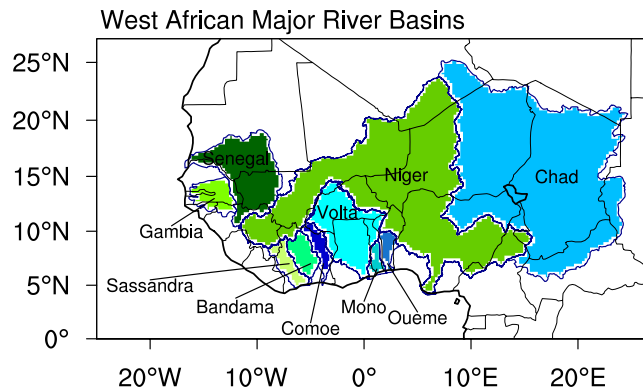 West African Major River Basins
25°N
20°N
15°N
10°N
5°N
0°
Senegal
Niger
Chad
Volta
Gambia
Sassandra
Bandama
Comoe
Mono
Oueme
20°W
10°W
0°
10°E
20°E